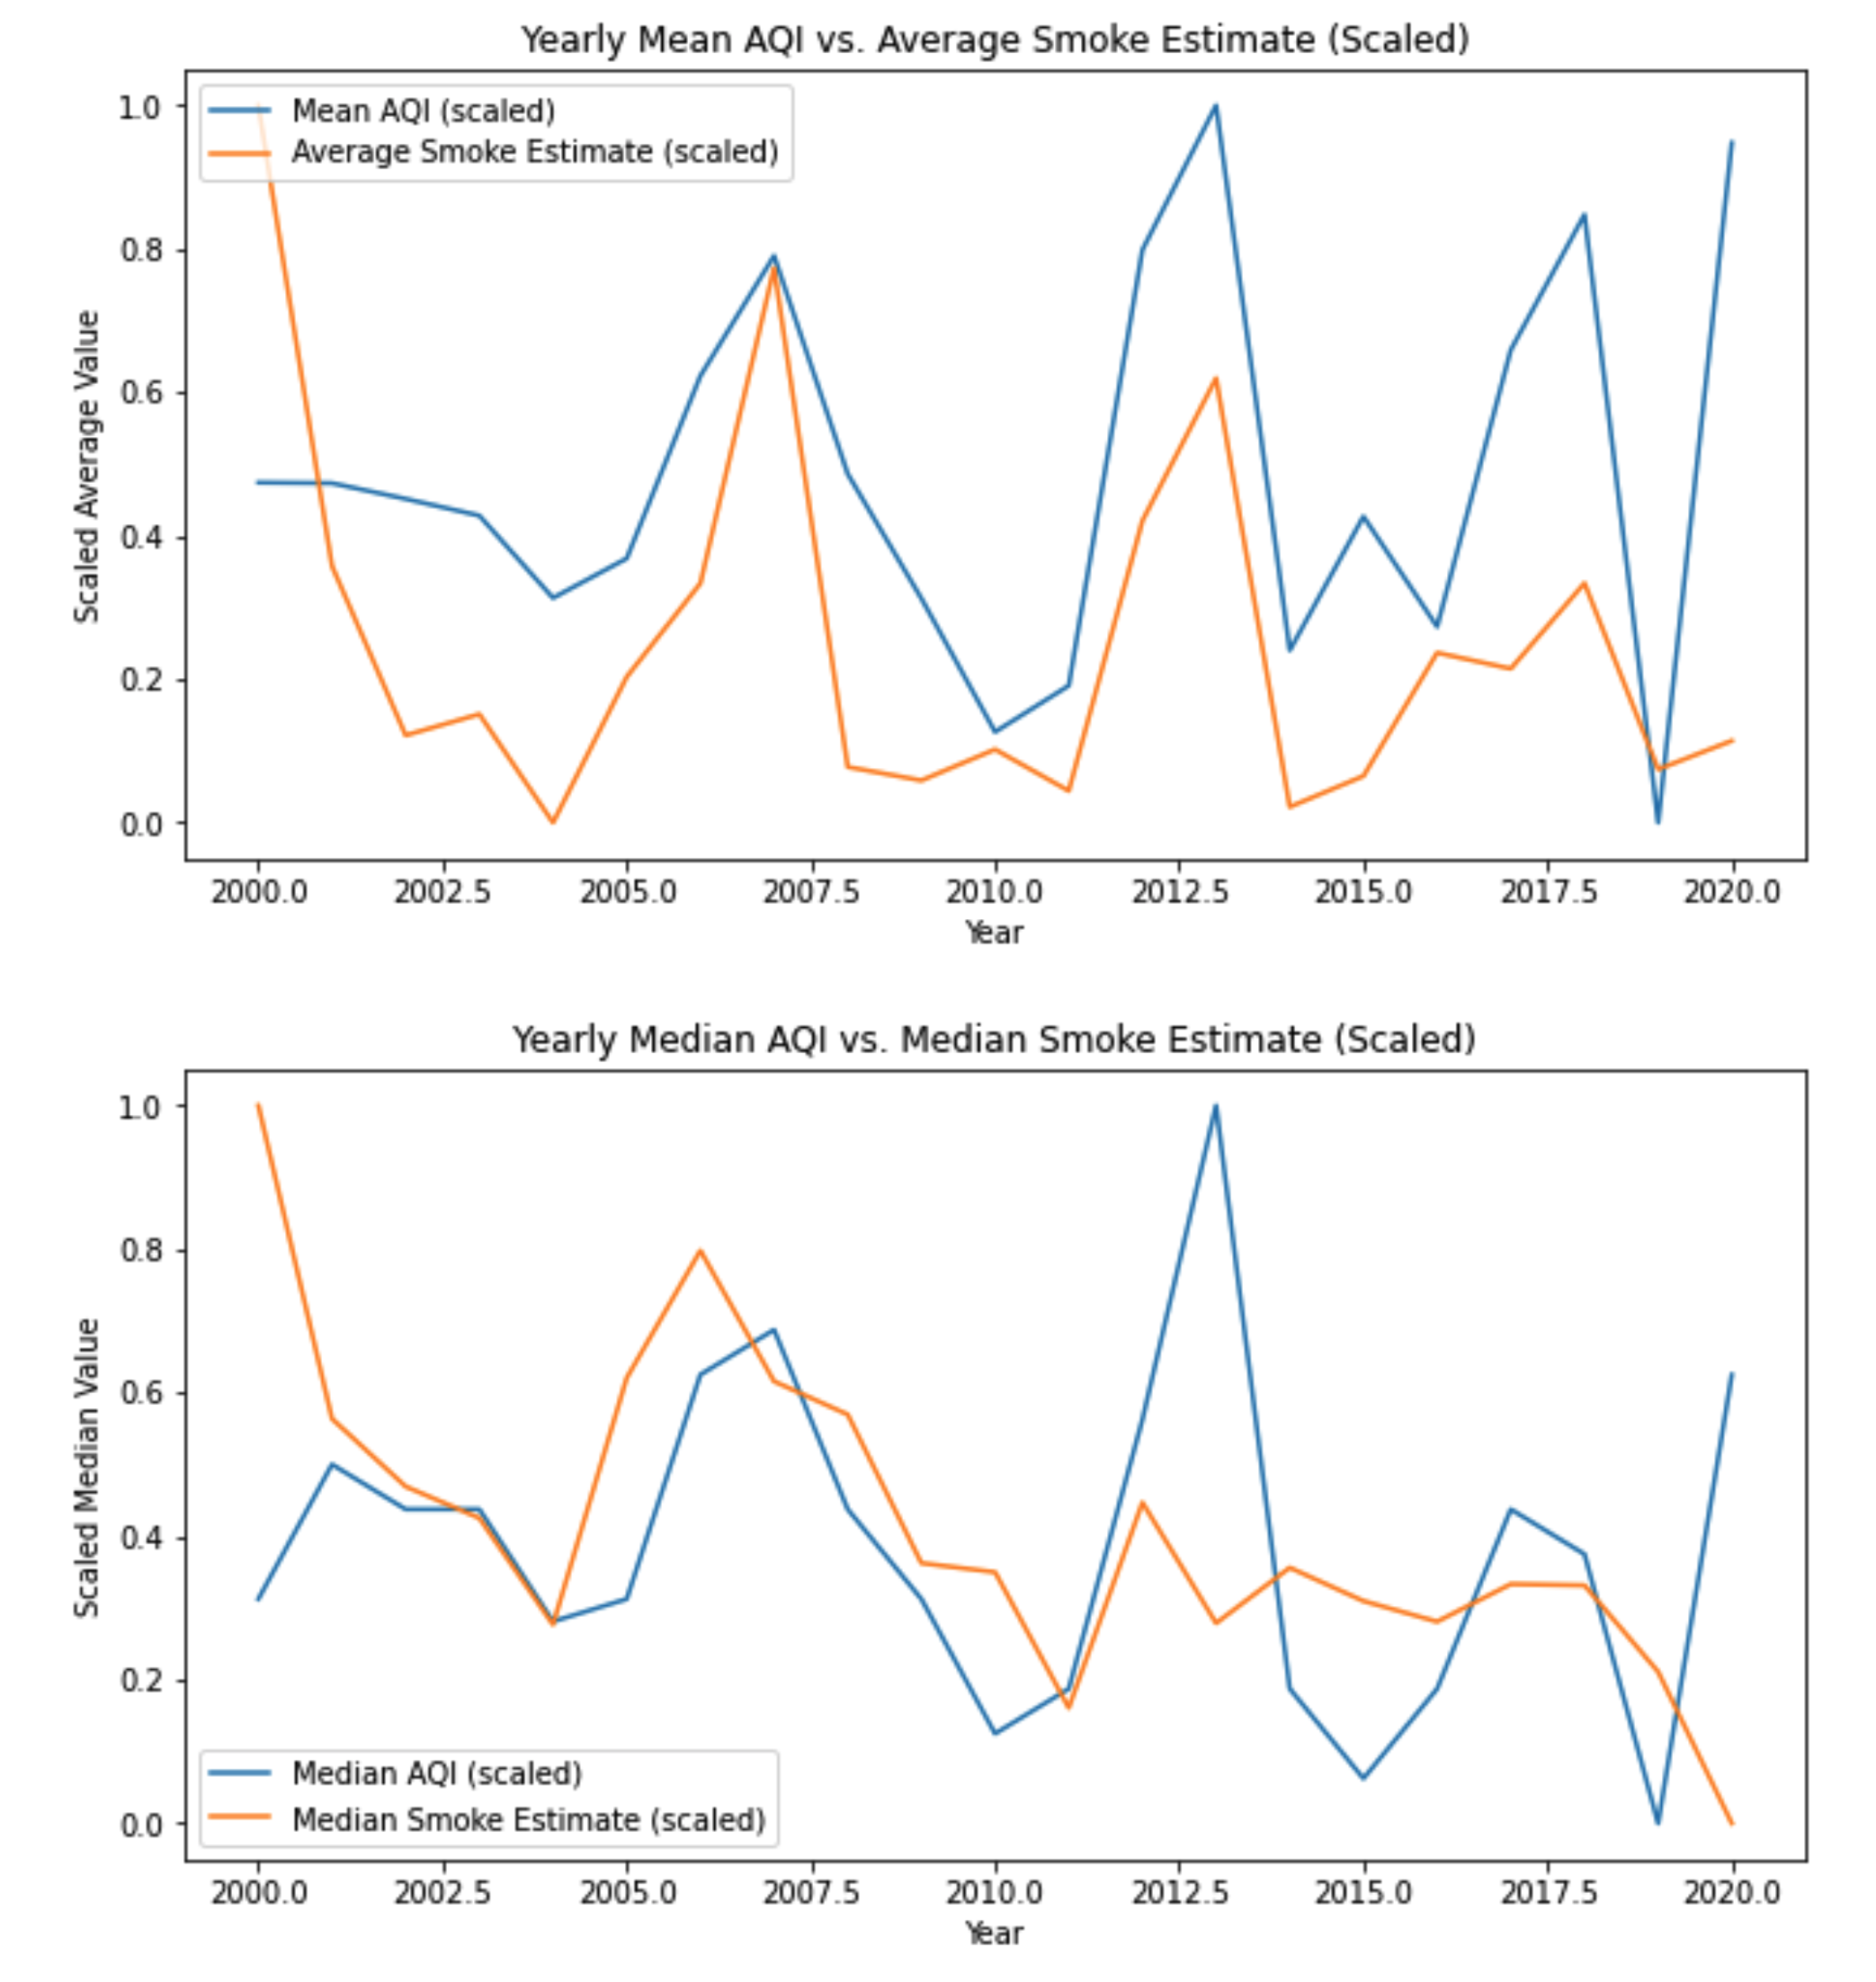 Yearly Mean AQI vs. Average Smoke Estimate (Scaled)
Mean AQI (scaled)
Average Smoke Estimate (scaled)
Scaled Average Value
1.0
0.8
0.6
0.4
0.2
0.0
2000.0 2002.5 2005.0 2007.5 2010.0 2012.5 2015.0 2017.5 2020.0
Year
Yearly Median AQI vs. Median Smoke Estimate (Scaled)
Scaled Median Value
1.0
0.8
0.6
0.4
0.2
0.0
Median AQI (scaled)
Median Smoke Estimate (scaled)
2000.0 2002.5 2005.0 2007.5 2010.0 2012.5 2015.0 2017.5 2020.0
Year